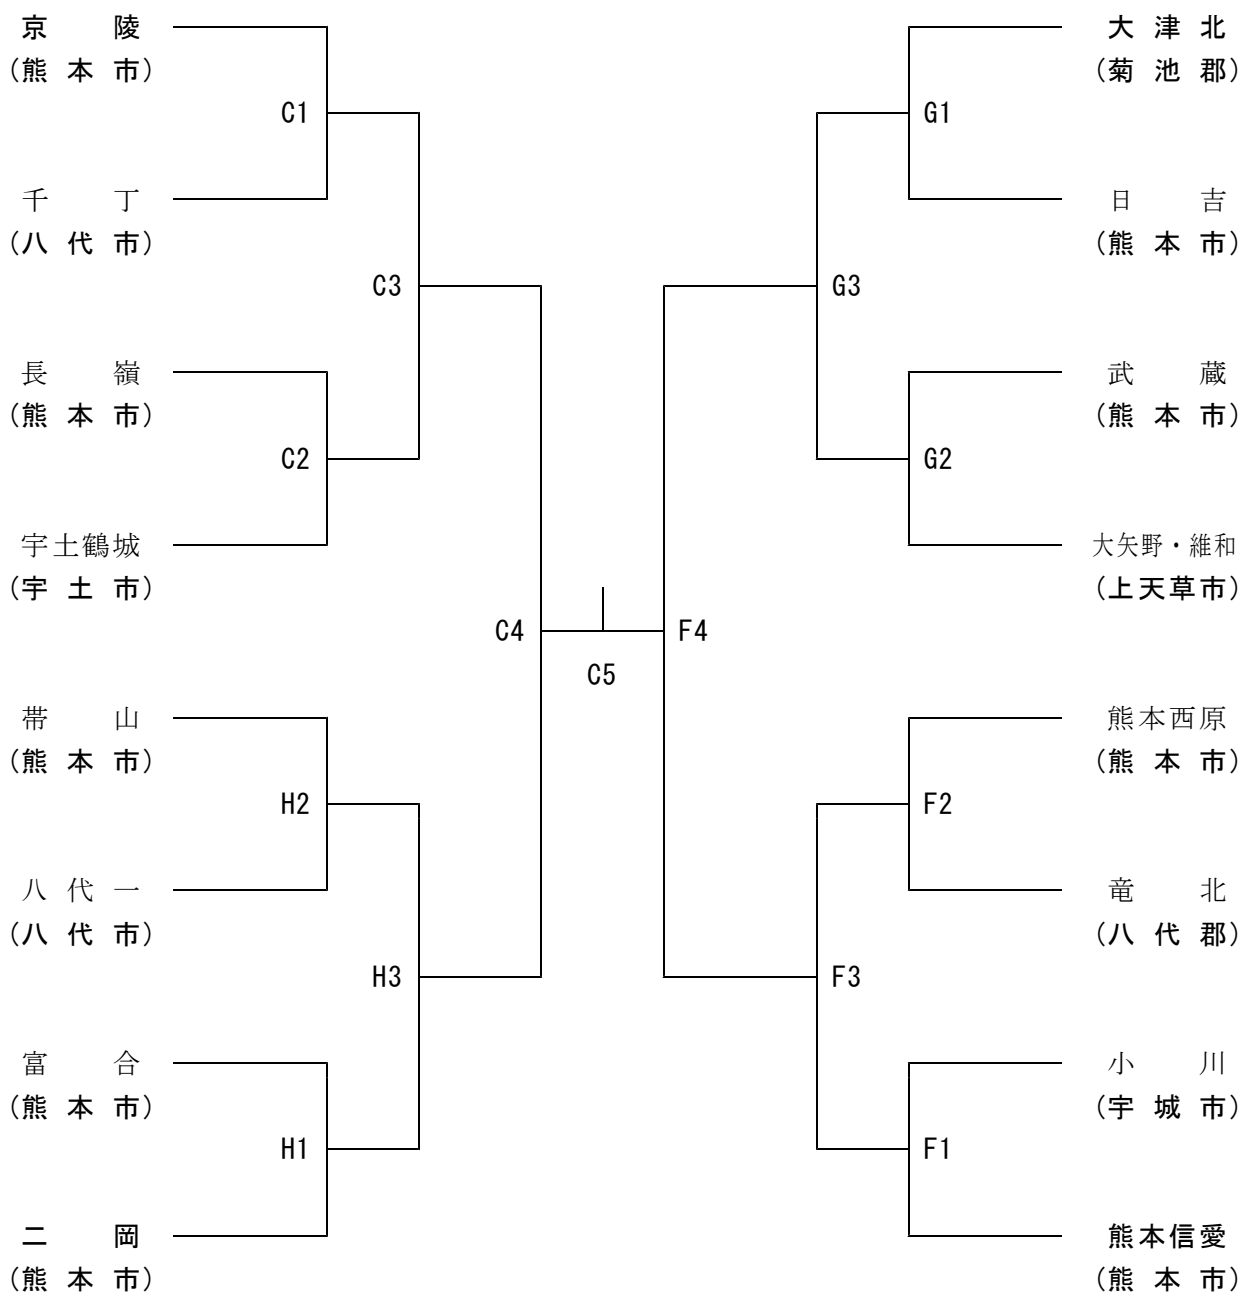 京陵
(熊本市)
C1
千丁
(八代市)
C3
長嶺
(熊本市)
C2
宇土鶴城
(宇土市)
C4
帯山
(熊本市)
H2
八代一
(八代市)
H3
富合
(熊本市)
H1
二岡
(熊本市)
C5
大津北
(菊池郡)
G1
日吉
(熊本市)
G3
武蔵
(熊本市)
G2
大矢野・維和
(上天草市)
F4
熊本西原
(熊本市)
F2
竜北
(八代郡)
F3
小川
(宇城市)
F1
熊本信愛
(熊本市)